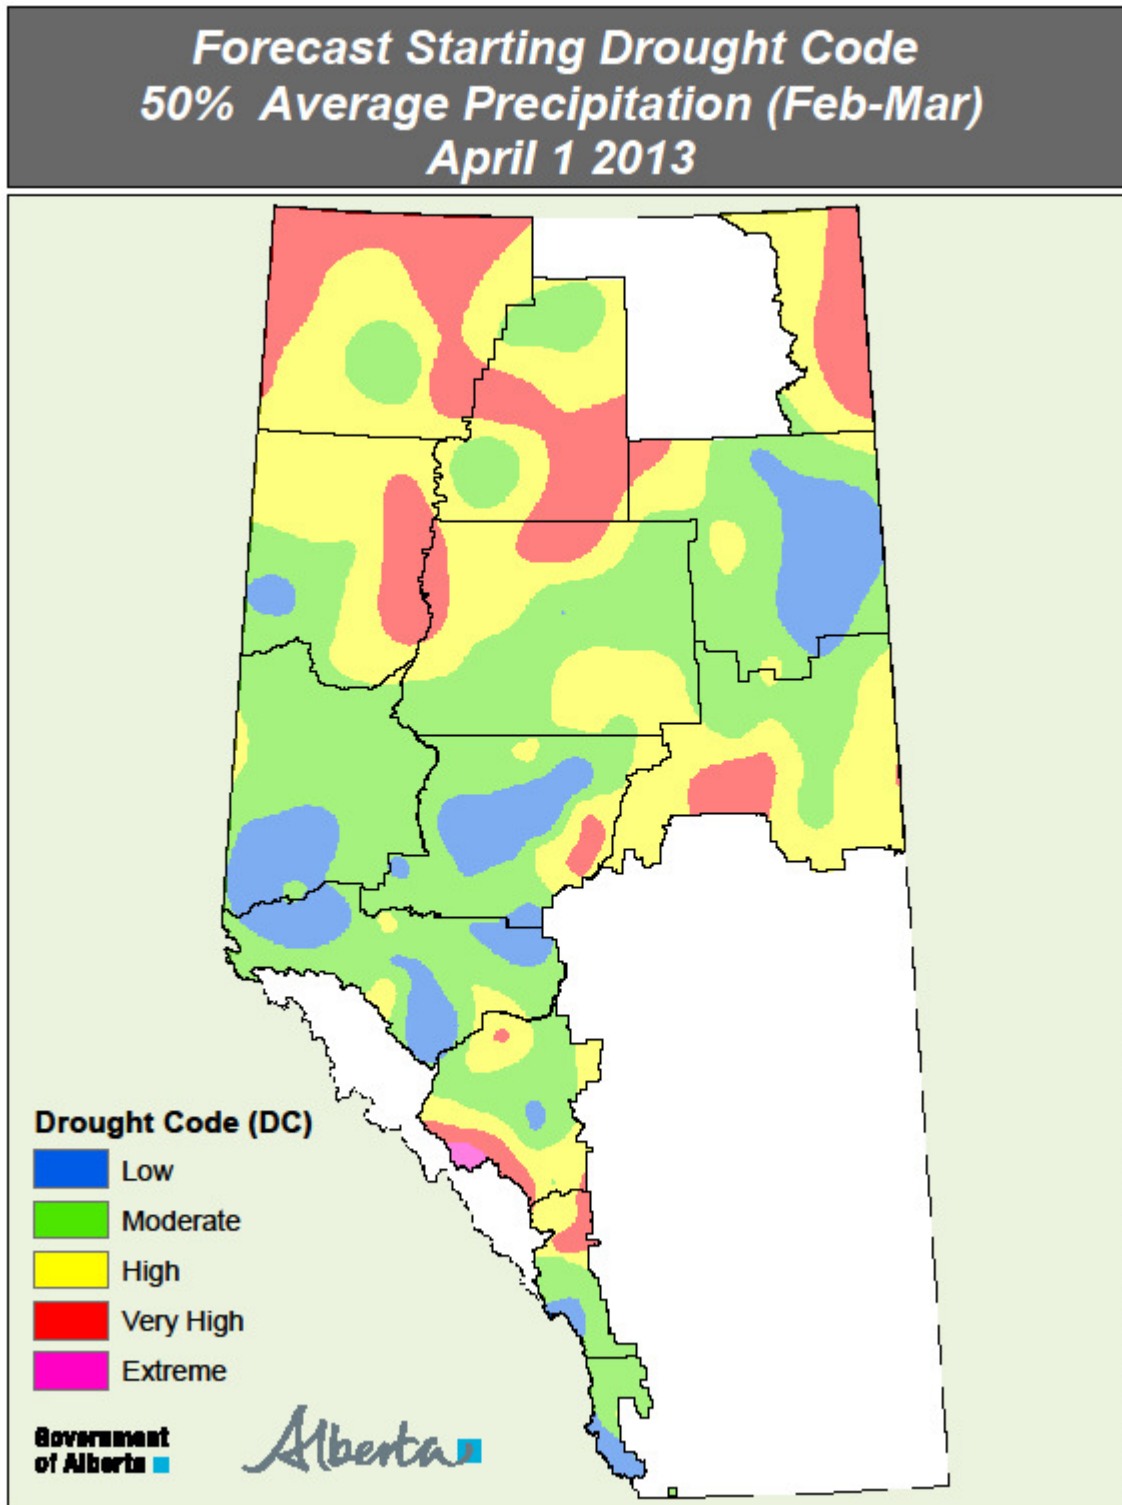 Forecast Starting Drought Code
50% Average Precipitation (Feb-Mar)
April 1 2013
Drought Code (DC)
Low
Moderate
High
Very High
Extreme
Government
of Alberta
Alberta